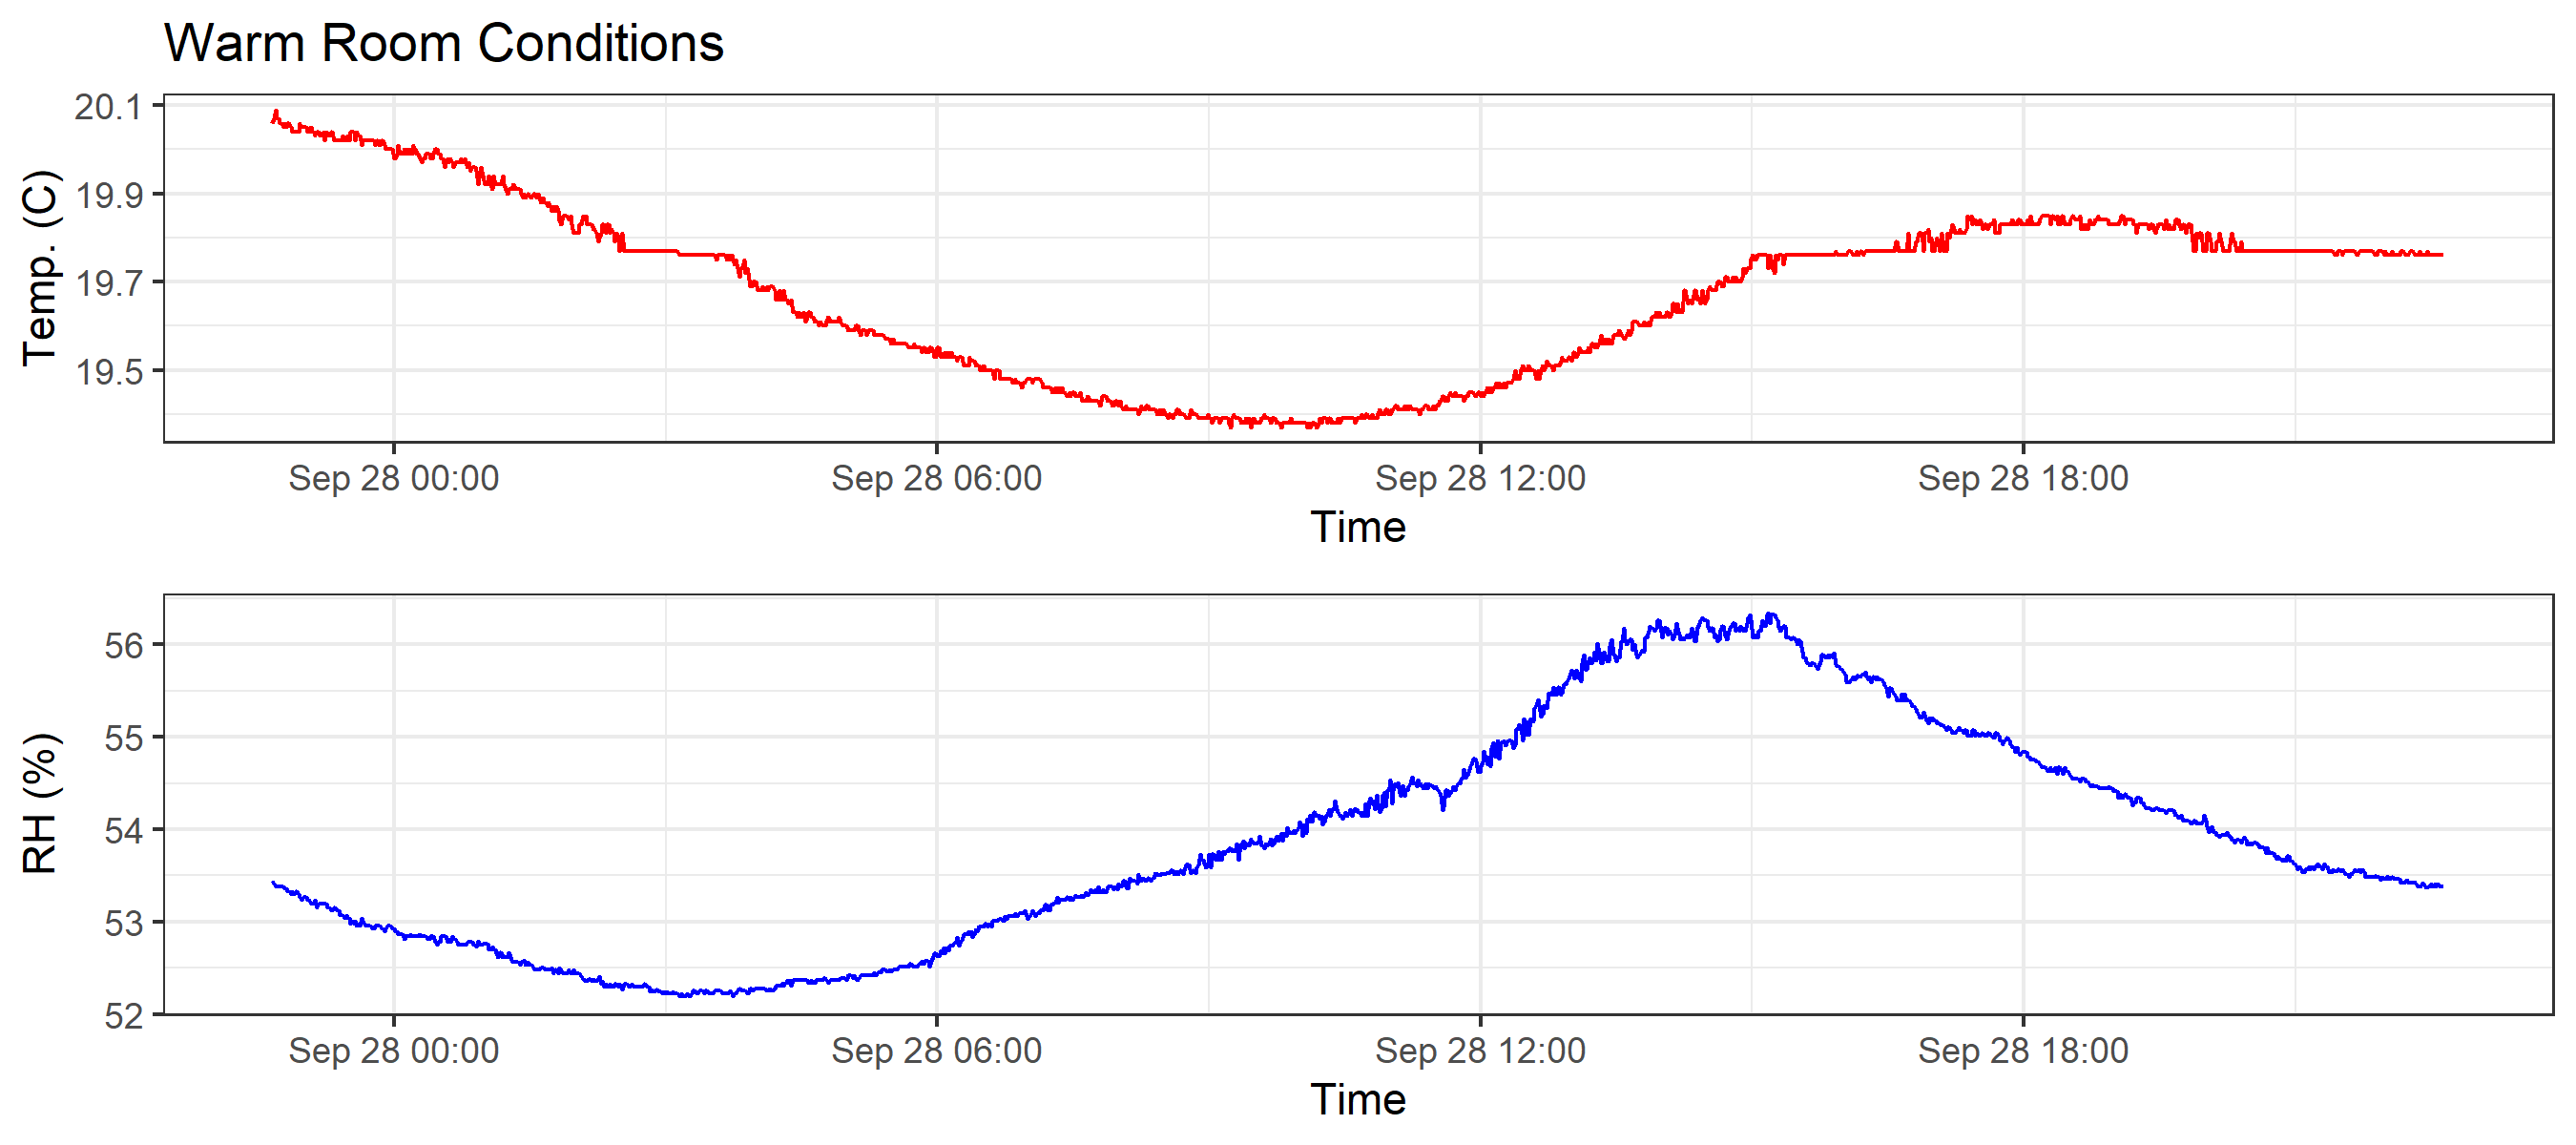 Warm Room Conditions
Temp. (C)
20.1
19.9
19.7
19.5
Sep 28 00:00 Sep 28 06:00 Sep 28 12:00 Sep 28 18:00
Time
RH (%)
56
55
54
53
52
Sep 28 00:00 Sep 28 06:00 Sep 28 12:00 Sep 28 18:00
Time